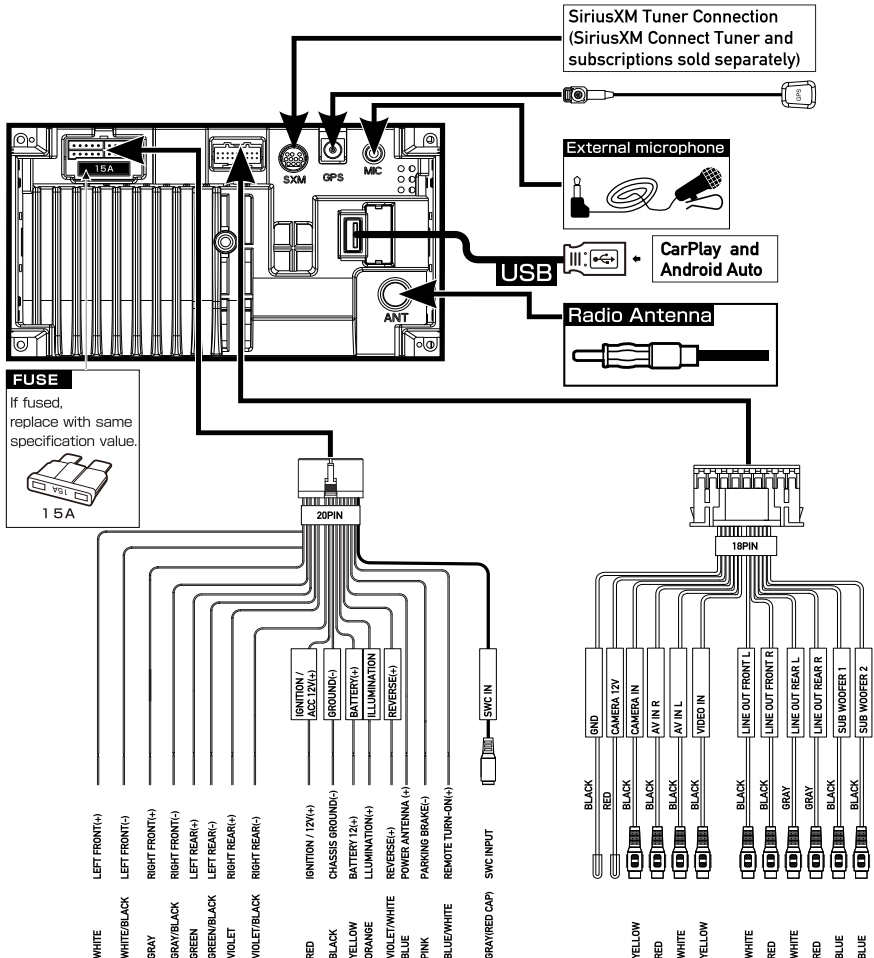 SiriusXM Tuner Connection
(SiriusXM Connect Tuner and
subscriptions sold separately)
GPS
15A
SXM
GPS
MIC
External microphone
USB
CarPlay and
Android Auto
ANT
Radio Antenna
FUSE
If fused,
replace with same
specification value.
15A
15A
20PIN
18PIN
IGNITION /
ACC 12V(+)
GROUND(-)
BATTERY(+)
ILLUMINATION
REVERSE(+)
SWC IN
GND
CAMERA 12V
CAMERA IN
AV IN R
AV IN L
VIDEO IN
LINE OUT FRONT L
LINE OUT FRONT R
LINE OUT REAR L
LINE OUT REAR R
SUB WOOFER 1
SUB WOOFER 2
BLACK
RED
BLACK
BLACK
BLACK
BLACK
BLACK
BLACK
GRAY
GRAY
BLACK
BLACK
LEFT FRONT(+)
LEFT FRONT(-)
RIGHT FRONT(+)
RIGHT FRONT(-)
LEFT REAR(+)
LEFT REAR(-)
RIGHT REAR(+)
RIGHT REAR(-)
IGNITION / 12V(+)
CHASSIS GROUND(-)
BATTERY 12(+)
LLUMINATION(+)
REVERSE(+)
POWER ANTENNA (+)
PARKING BRAKE(-)
REMOTE TURN-ON(+)
SWC INPUT
WHITE
WHITE/BLACK
GRAY
GRAY/BLACK
GREEN
GREEN/BLACK
VIOLET
VIOLET/BLACK
RED
BLACK
YELLOW
ORANGE
VIOLET/WHITE
BLUE
PINK
BLUE/WHITE
GRAY(RED CAP)
YELLOW
RED
WHITE
YELLOW
WHITE
RED
WHITE
RED
BLUE
BLUE